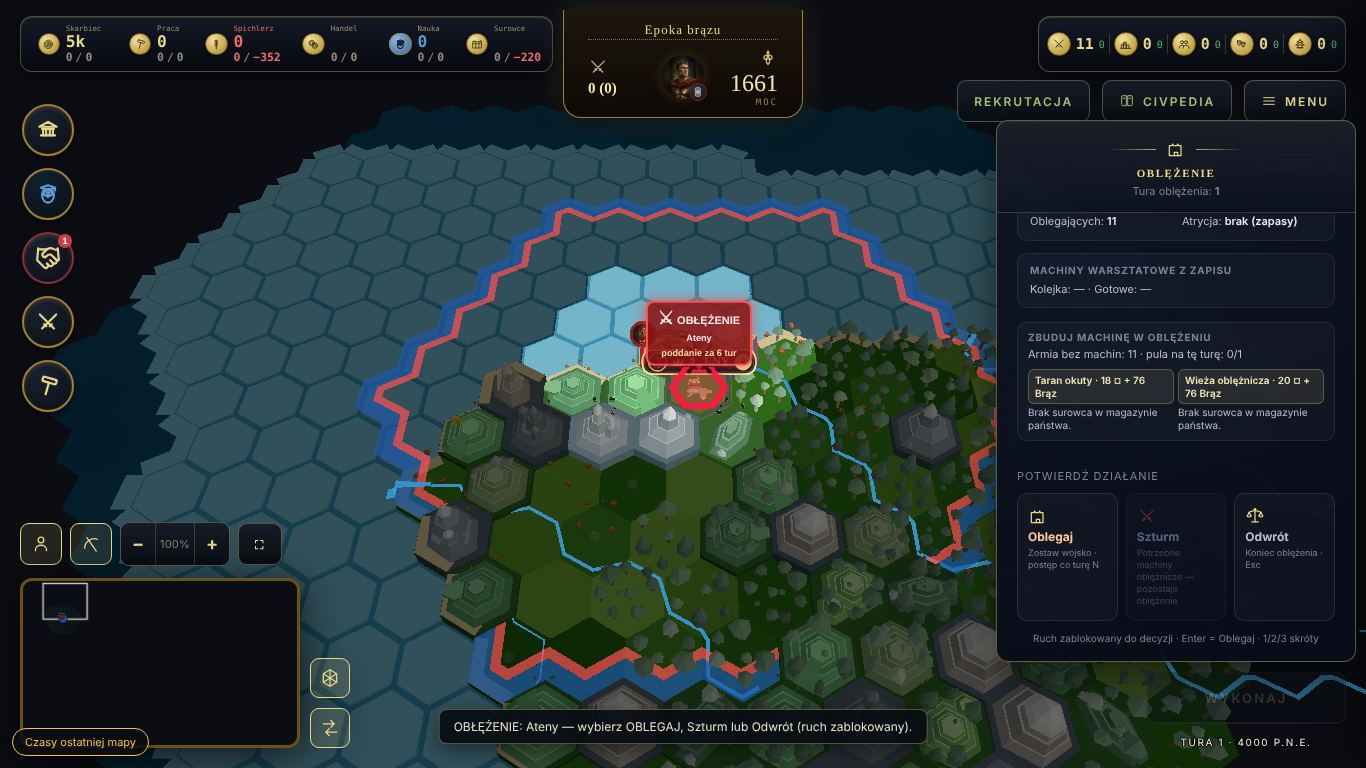 Skarbiec
5k
0 / 0
Praca
0
0 / 0
Spichlerz
0
0 / −352
Handel
0 / 0
Nauka
0
0 / 0
Surowce
0 / −220
Epoka brązu
0 (0)
1661
MOC
11 0
0 0
0 0
0 0
0 0
REKRUTACJA
CIVPEDIA
MENU
1
OBLĘŻENIE
Tura oblężenia: 1
Oblegających: 11
Atrycja: brak (zapasy)
MACHINY WARSZTATOWE Z ZAPISU
Kolejka: — · Gotowe: —
ZBUDUJ MACHINĘ W OBLĘŻENIU
Armia bez machin: 11 · pula na tę turę: 0/1
Taran okuty · 18 ¤ + 76
Brąz
Wieża oblężnicza · 20 ¤ +
76 Brąz
Brak surowca w magazynie
państwa.
Brak surowca w magazynie
państwa.
POTWIERDŹ DZIAŁANIE
Oblegaj
Zostaw wojsko ·
postęp co turę N
Szturm
Potrzebne
machiny
oblężnicze —
pozostaje
oblężenie
Odwrót
Koniec oblężenia ·
Esc
Ruch zablokowany do decyzji · Enter = Oblegaj · 1/2/3 skróty
OBŁĘŻENIE
Ateny
poddanie za 6 tur
− 100% +
Czasy ostatniej mapy
OBŁĘŻENIE: Ateny — wybierz OBLEGAJ, Szturm lub Odwrót (ruch zablokowany).
WYKONAJ
TURA 1 · 4000 P.N.E.